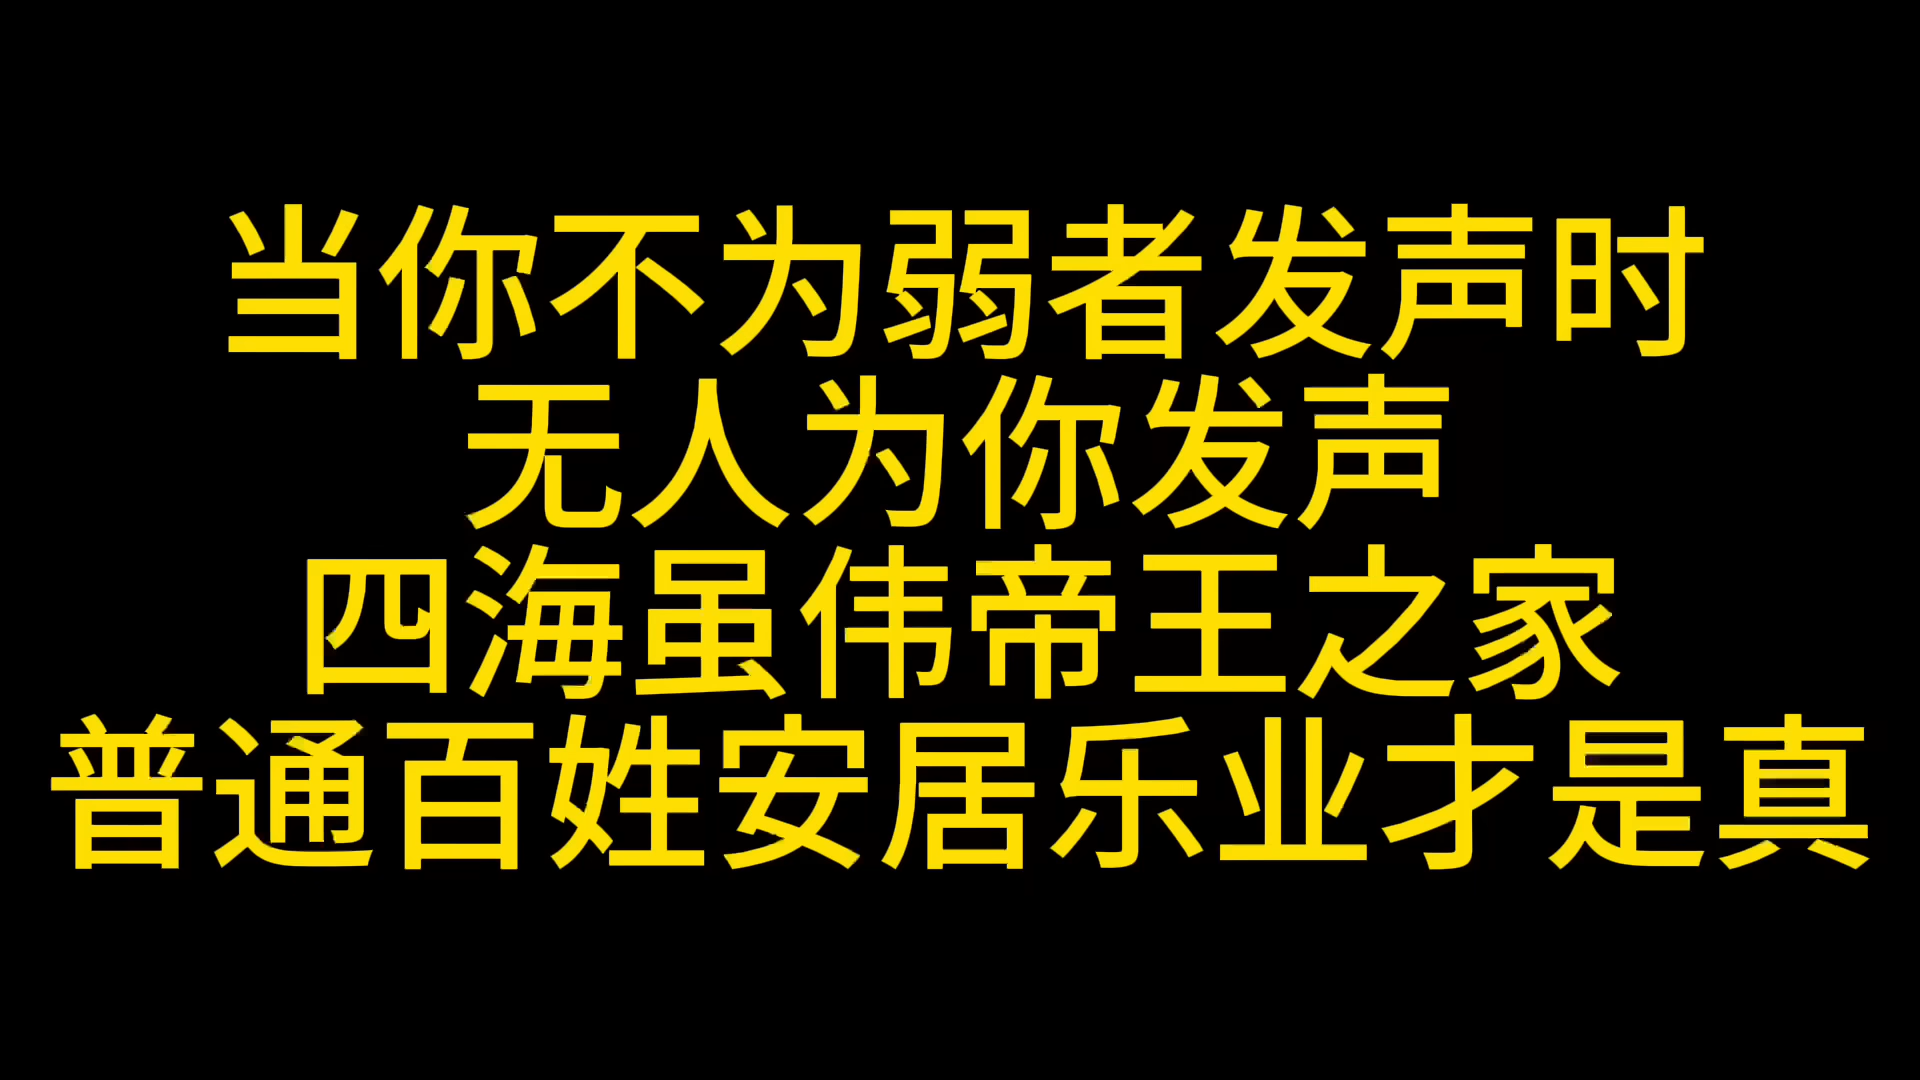 当你不为弱者发声时
无人为你发声
四海虽伟帝王之家
普通百姓安居乐业才是真